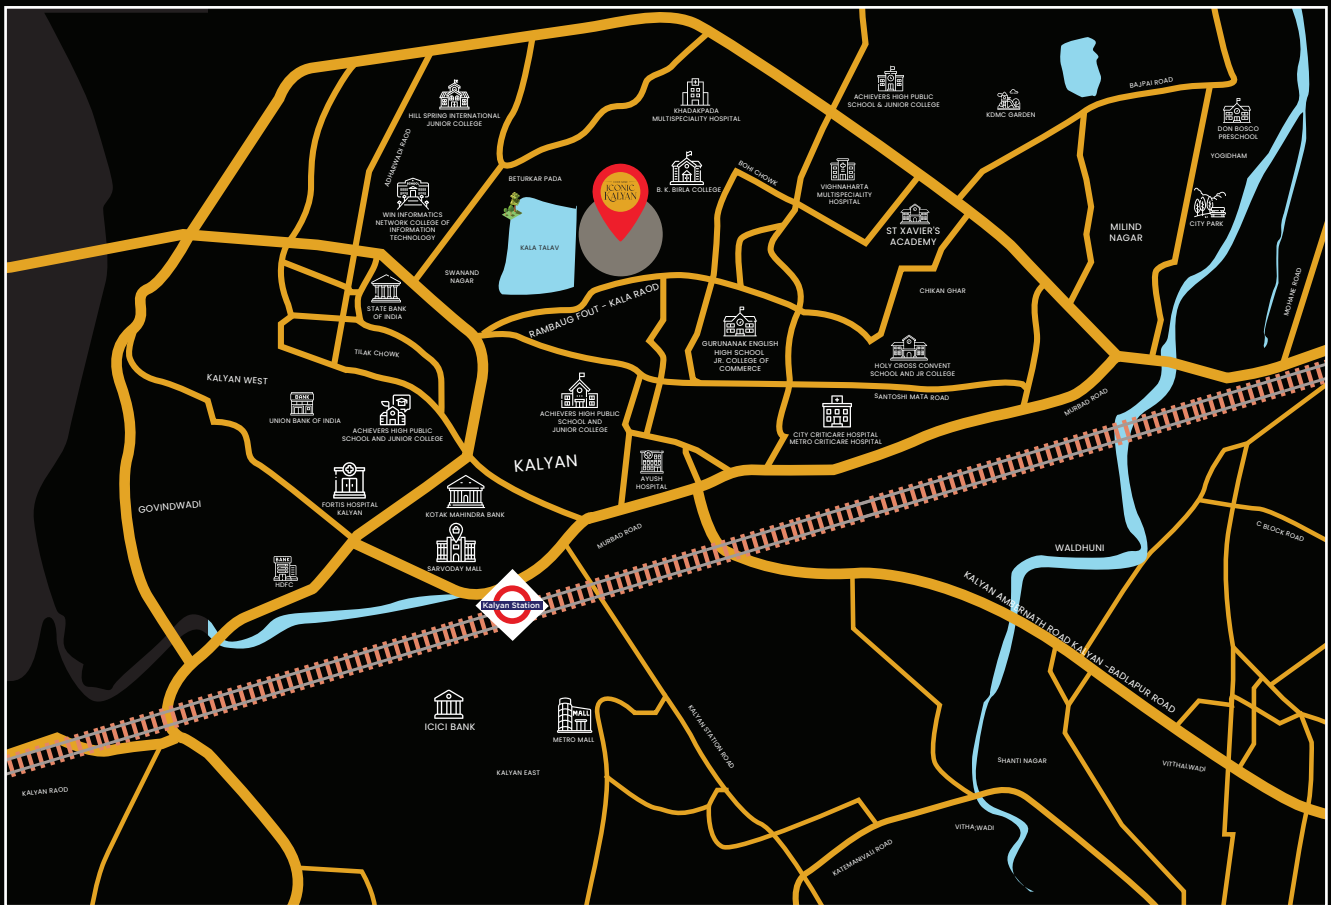 BAJPAI ROAD
ACHIEVERS HIGH PUBLIC
SCHOOL & JUNIOR COLLEGE
KDMC GARDEN
KHADAKPADA
MULTISPECIALITY HOSPITAL
HILL SPRING INTERNATIONAL
JUNIOR COLLEGE
DON BOSCO
PRESCHOOL
YOGIDHAM
ADHARWADI RAOD
BOHI CHOWK
BETURKAR PADA
B. K. BIRLA COLLEGE
ICONIC
KALYAN
VIGHNAHARTA
MULTISPECIALITY
HOSPITAL
SCHOOL
WIN INFORMATICS
NETWORK COLLEGE OF
INFORMATION
TECHNOLOGY
ST XAVIER'S
ACADEMY
MILIND
NAGAR
CITY PARK
KALA TALAV
SWANAND
NAGAR
CHIKAN GHAR
MOHANE ROAD
STATE BANK
OF INDIA
RAMBAUG FOUT - KALA RAOD
GURUNANAK ENGLISH
HIGH SCHOOL
JR. COLLEGE OF
COMMERCE
TILAK CHOWK
HOLY CROSS CONVENT
SCHOOL AND JR COLLEGE
KALYAN WEST
SANTOSHI MATA ROAD
MURBAD ROAD
BANK
UNION BANK OF INDIA
ACHIEVERS HIGH PUBLIC
SCHOOL AND JUNIOR COLLEGE
ACHIEVERS HIGH PUBLIC
SCHOOL AND
JUNIOR COLLEGE
CITY CRITICARE HOSPITAL
METRO CRITICARE HOSPITAL
KALYAN
AYUSH
HOSPITAL
FORTIS HOSPITAL
KALYAN
GOVINDWADI
KOTAK MAHINDRA BANK
MURBAD ROAD
C BLOCK ROAD
WALDHUNI
SARVODAY MALL
BANK
HDFC
Kalyan Station
KALYAN AMBERNATH ROAD KALYAN -BADLAPUR ROAD
ICICI BANK
MALL
METRO MALL
KALYAN STATION ROAD
KALYAN EAST
SHANTI NAGAR
VITTHALWADI
KALYAN RAOD
VITHA;WADI
KATEMANIVALI ROAD